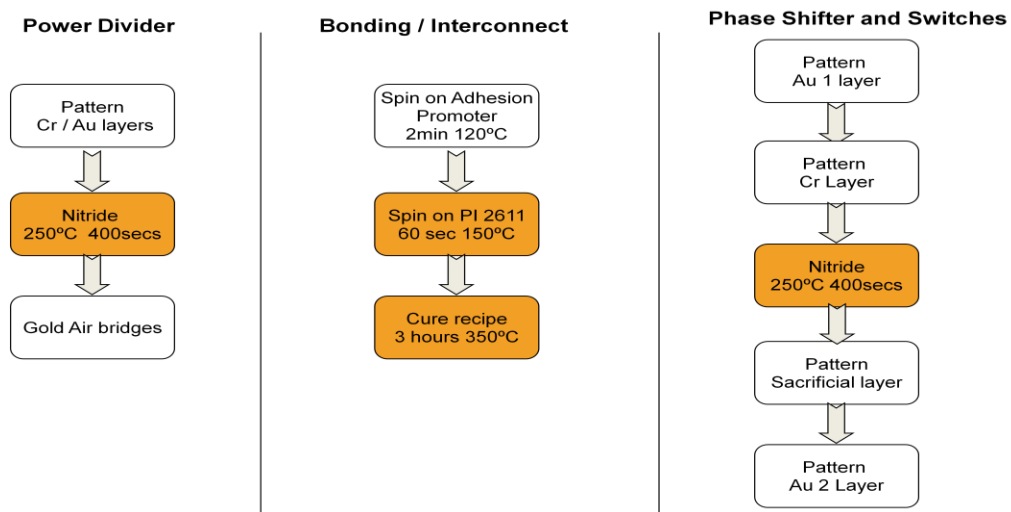 Power Divider
Pattern
Cr / Au layers
Nitride
250ºC 400secs
Gold Air bridges
Bonding / Interconnect
Spin on Adhesion
Promoter
2min 120ºC
Spin on PI 2611
60 sec 150ºC
Cure recipe
3 hours 350ºC
Phase Shifter and Switches
Pattern
Au 1 layer
Pattern
Cr Layer
Nitride
250ºC 400secs
Pattern
Sacrificial layer
Pattern
Au 2 Layer